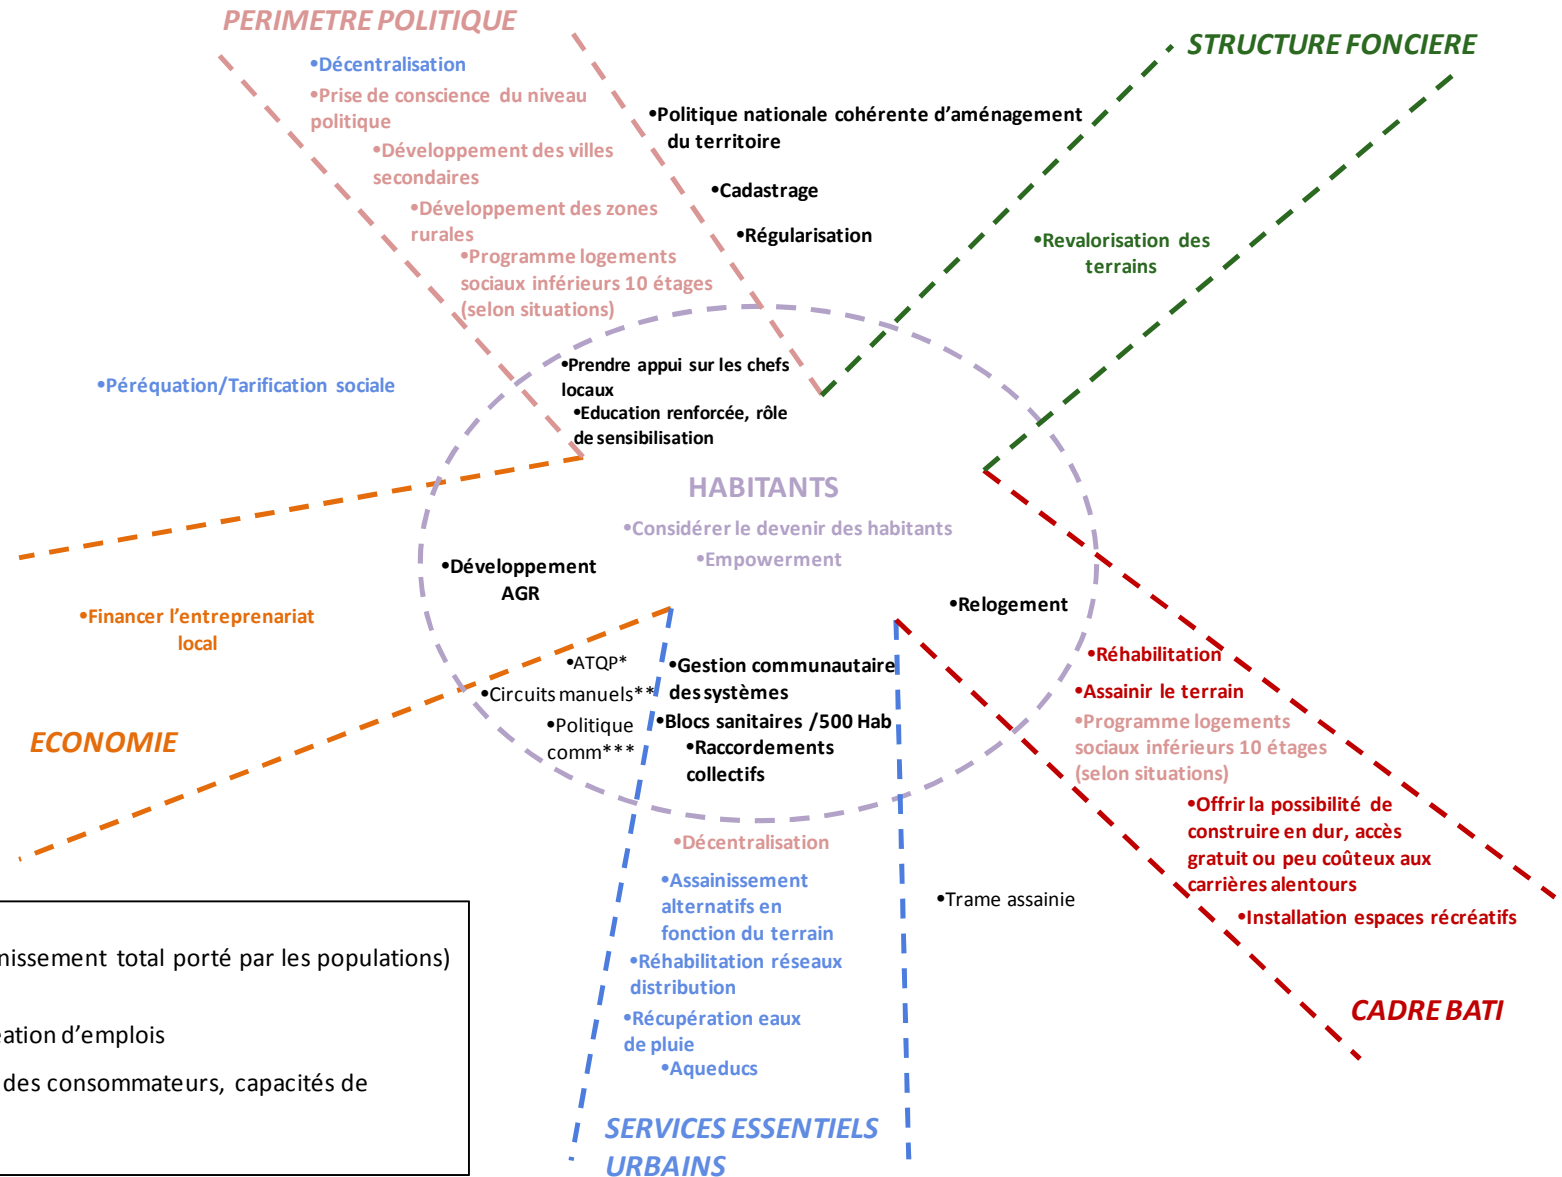 PERIMETRE POLITIQUE
•Décentralisation
•Prise de conscience du niveau
politique
•Développement des villes
secondaires
•Développement des zones
rurales
•Programme logements
sociaux inférieurs 10 étages
(selon situations)
•Politique nationale cohérente d’aménagement
du territoire
•Cadastrage
•Régularisation
STRUCTURE FONCIERE
•Revalorisation des
terrains
•Péréquation/Tarification sociale
•Prendre appui sur les chefs
locaux
•Education renforcée, rôle
de sensibilisation
HABITANTS
•Considérer le devenir des habitants
•Empowerment
•Développement
AGR
•Financer l’entreprenariat
local
ECONOMIE
•ATQP*
•Circuits manuels**
•Politique
comm***
•Gestion communautaire
des systèmes
•Blocs sanitaires /500 Hab
•Raccordements
collectifs
•Relogement
•Réhabilitation
•Assainir le terrain
•Programme logements
sociaux inférieurs 10 étages
(selon situations)
•Offrir la possibilité de
construire en dur, accès
gratuit ou peu coûteux aux
carrières alentours
•Installation espaces récréatifs
CADRE BATI
•Trame assainie
•Décentralisation
•Assainissement
alternatifs en
fonction du terrain
•Réhabilitation réseaux
distribution
•Récupération eaux
de pluie
•Aqueducs
SERVICES ESSENTIELS
URBAINS
nissement total porté par les populations)
ation d’emplois
des consommateurs, capacités de